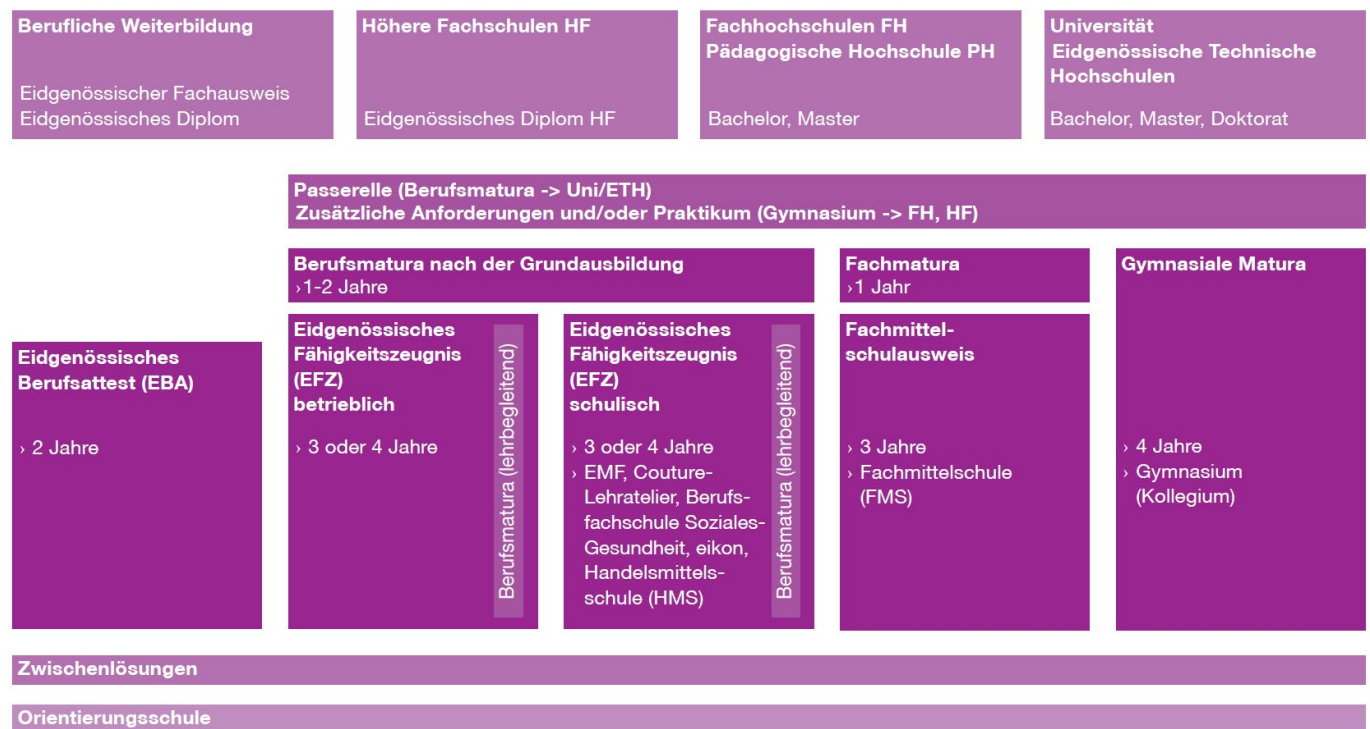 Berufliche Weiterbildung
Eidgenössischer Fachausweis
Eidgenössisches Diplom
Höhere Fachschulen HF
Eidgenössisches Diplom HF
Fachhochschulen FH
Pädagogische Hochschule PH
Bachelor, Master
Universität
Eidgenössische Technische
Hochschulen
Bachelor, Master, Doktorat
Passerelle (Berufsmatura -> Uni/ETH)
Zusätzliche Anforderungen und/oder Praktikum (Gymnasium -> FH, HF)
Berufsmatura nach der Grundausbildung
›1-2 Jahre
Fachmatura
›1 Jahr
Gymnasiale Matura
› 4 Jahre
› Gymnasium
(Kollegium)
Eidgenössisches
Berufsattest (EBA)
› 2 Jahre
Eidgenössisches
Fähigkeitszeugnis
(EFZ)
betrieblich
› 3 oder 4 Jahre
Berufsmatura (lehrbegleitend)
Eidgenössisches
Fähigkeitszeugnis
(EFZ)
schulisch
› 3 oder 4 Jahre
› EMF, Couture-
Lehratelier, Berufs-
fachschule Soziales-
Gesundheit, eikon,
Handelsmittels-
schule (HMS)
Berufsmatura (lehrbegleitend)
Fachmittel-
schulausweis
› 3 Jahre
› Fachmittelschule
(FMS)
Zwischenlösungen
Orientierungsschule